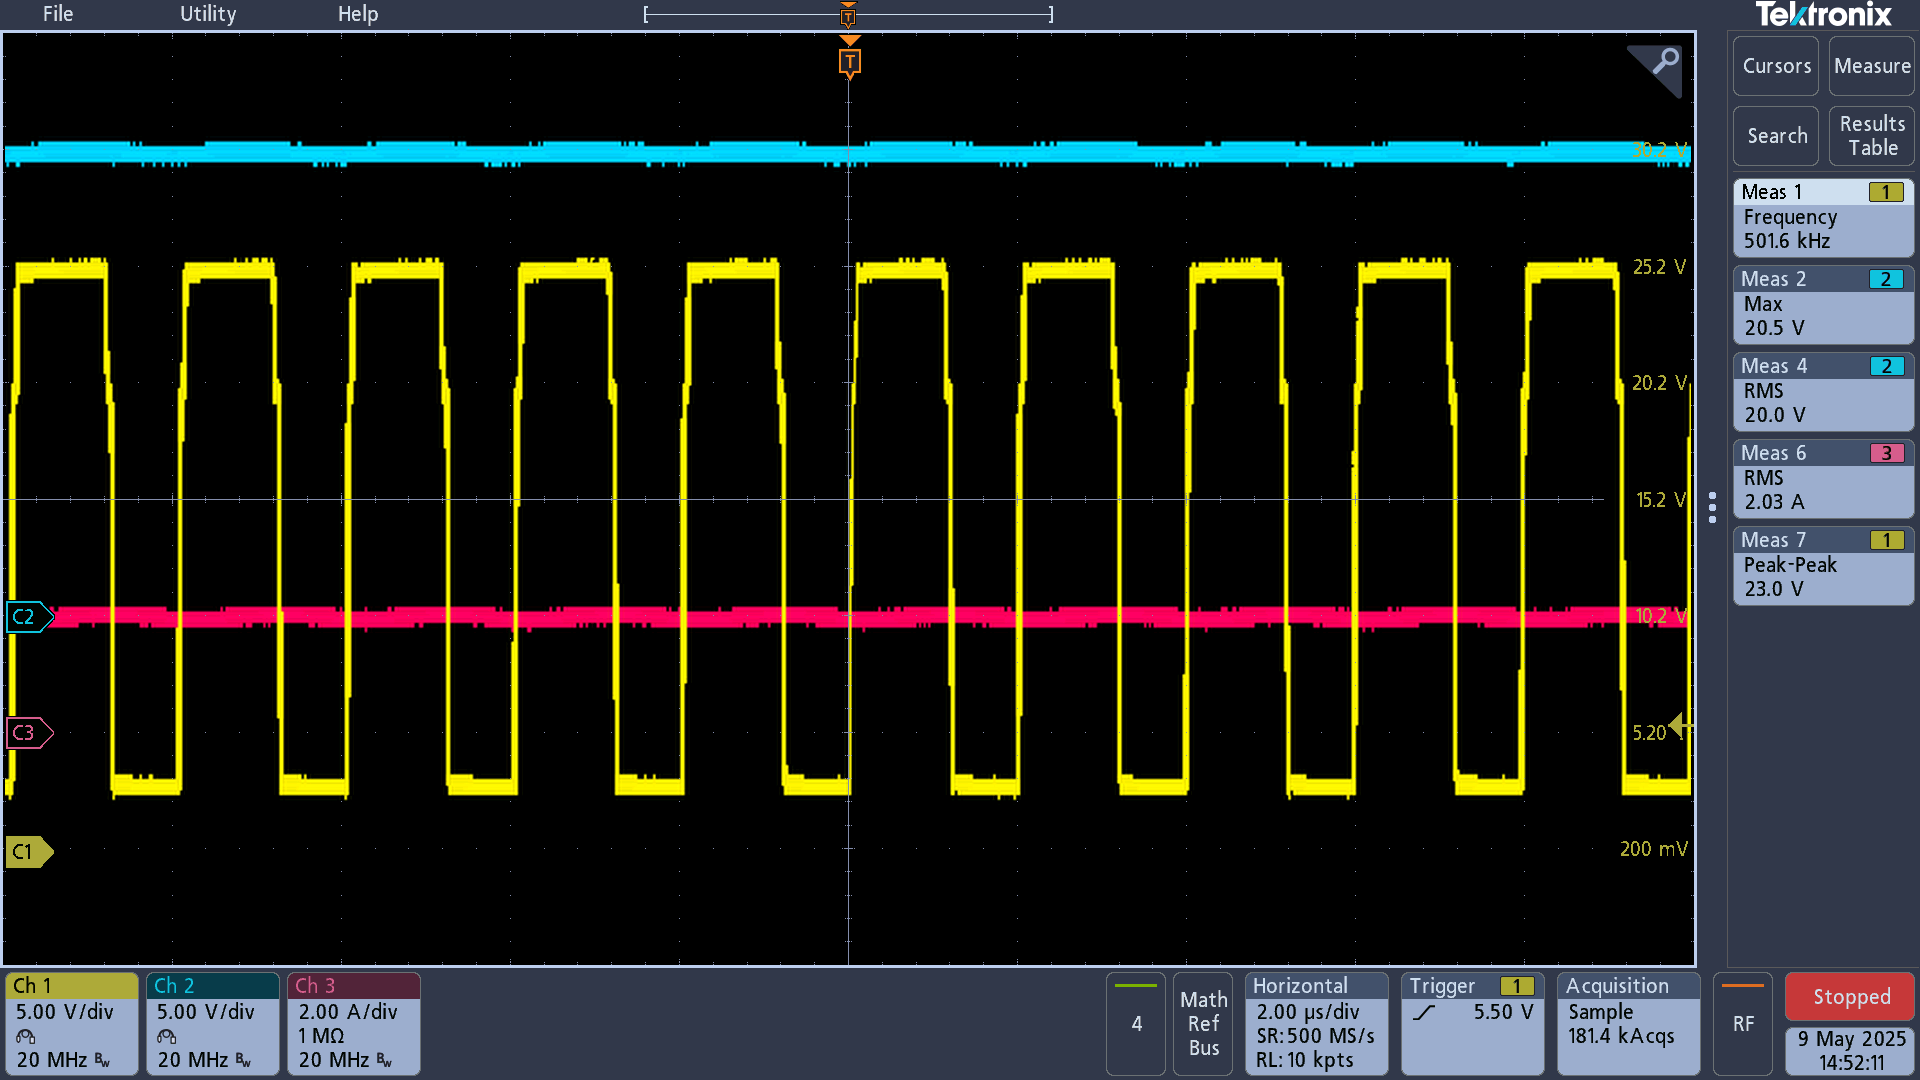 File Utility Help
T
Tektronix
T
Cursors Measure
Search Results Table
30.2 V
25.2 V
20.2 V
15.2 V
10.2 V
5.20
200 mV
C2
C3
C1
Meas 1 1
Frequency
501.6 kHz
Meas 2 2
Max
20.5 V
Meas 4 2
RMS
20.0 V
Meas 6 3
RMS
2.03 A
Meas 7 1
Peak-Peak
23.0 V
Ch 1
5.00 V/div
20 MHz Bw
Ch 2
5.00 V/div
20 MHz Bw
Ch 3
2.00 A/div
1 MΩ
20 MHz Bw
4
Math
Ref
Bus
Horizontal
2.00 µs/div
SR: 500 MS/s
RL: 10 kpts
Trigger 1
5.50 V
Acquisition
Sample
181.4 kAcqs
RF
Stopped
9 May 2025
14:52:11